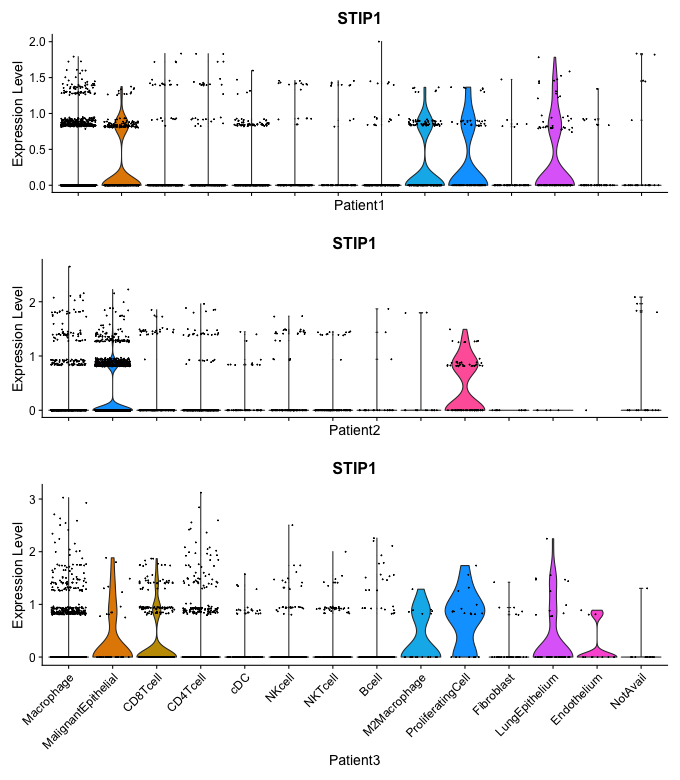 STIP1
Expression Level
2.0
1.5
1.0
0.5
0.0
Patient1
STIP1
Expression Level
2
1
0
Patient2
STIP1
Expression Level
3
2
1
0
Macrophage
MalignantEpithelial
CD8Tcell
CD4Tcell
cDC
NKcell
NKTcell
Bcell
M2Macrophage
ProliferatingCell
Fibroblast
LungEpithelium
Endothelium
NotAvail
Patient3